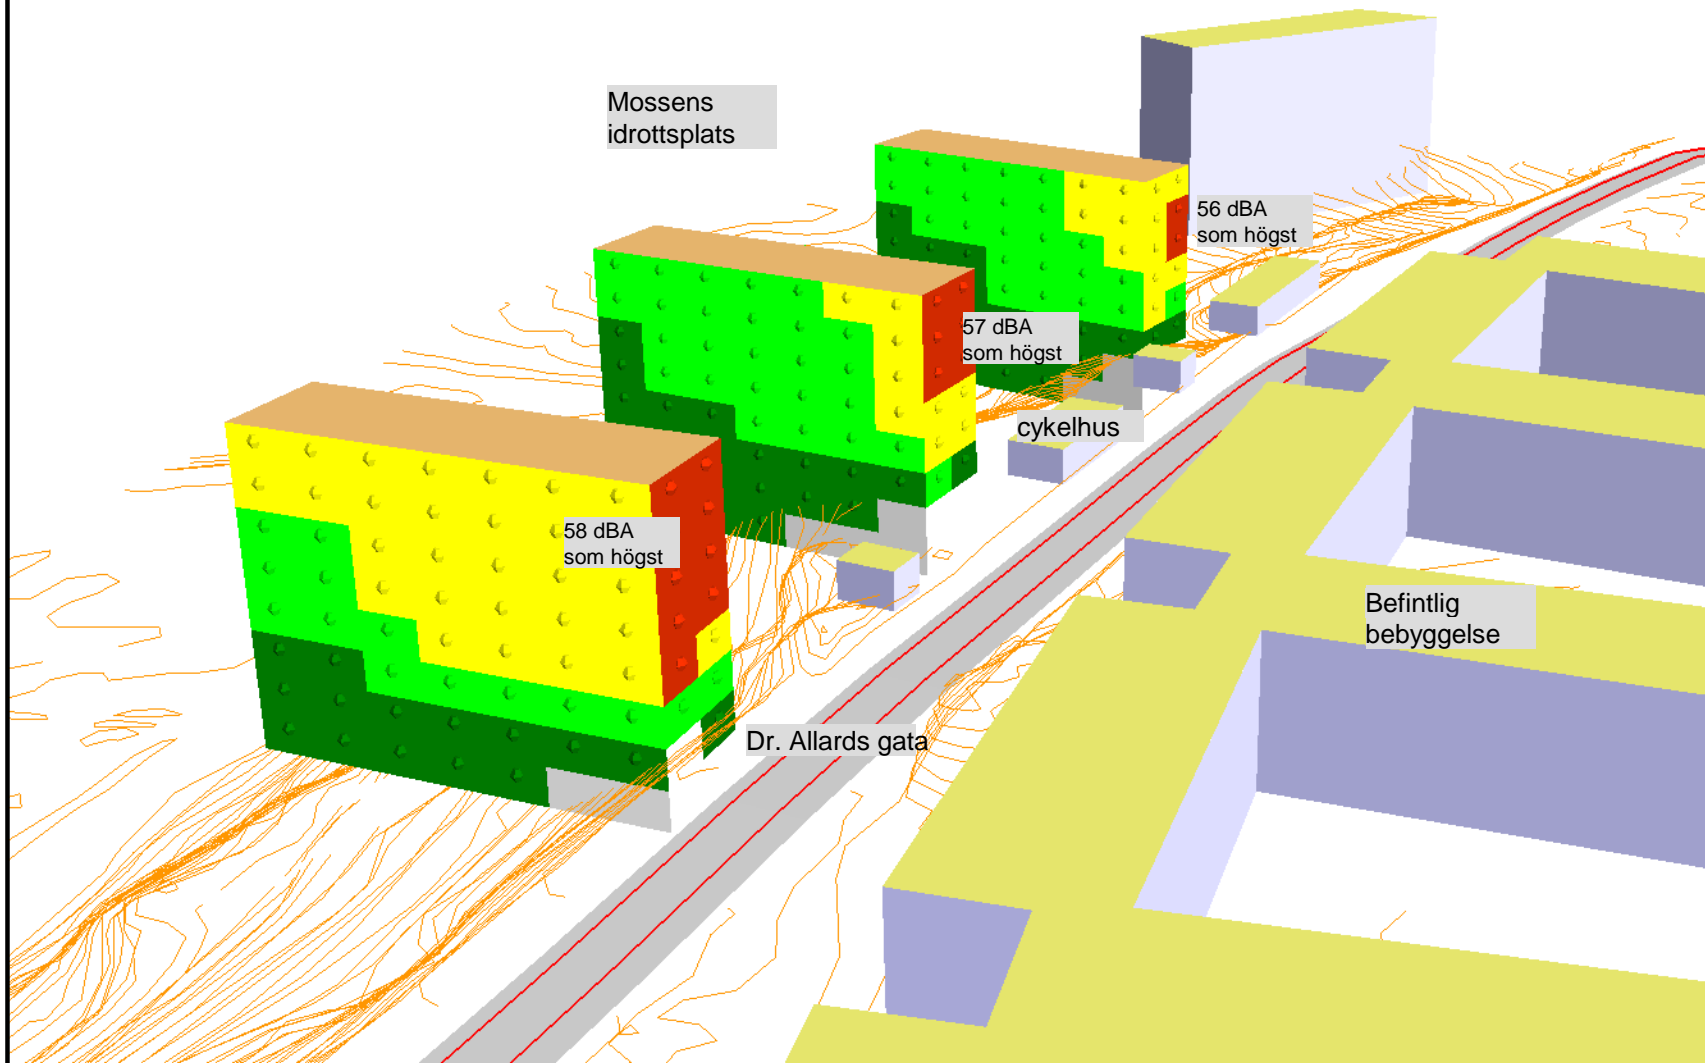 Mossens
idrottsplats
56 dBA
som högst
57 dBA
som högst
cykelhus
58 dBA
som högst
Befintlig
bebyggelse
Dr. Allards gata